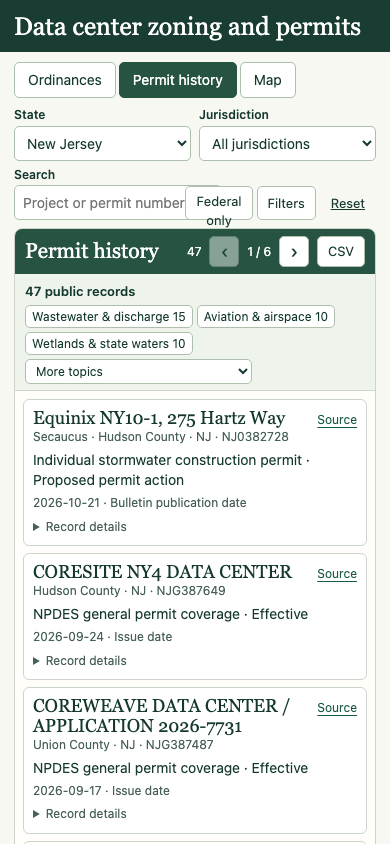 Data center zoning and permits
Ordinances
Permit history
Map
State
Jurisdiction
New Jersey
All jurisdictions
Search
Project or permit number
Federal only
Filters
Reset
Permit history
47
‹
1 / 6
›
CSV
47 public records
Wastewater & discharge 15
Aviation & airspace 10
Wetlands & state waters 10
More topics
Equinix NY10-1, 275 Hartz Way
Source
Secaucus · Hudson County · NJ · NJ0382728
Individual stormwater construction permit ·
Proposed permit action
2026-10-21 · Bulletin publication date
Record details
CORESITE NY4 DATA CENTER
Source
Hudson County · NJ · NJG387649
NPDES general permit coverage · Effective
2026-09-24 · Issue date
Record details
COREWEAVE DATA CENTER /
APPLICATION 2026-7731
Source
Union County · NJ · NJG387487
NPDES general permit coverage · Effective
2026-09-17 · Issue date
Record details